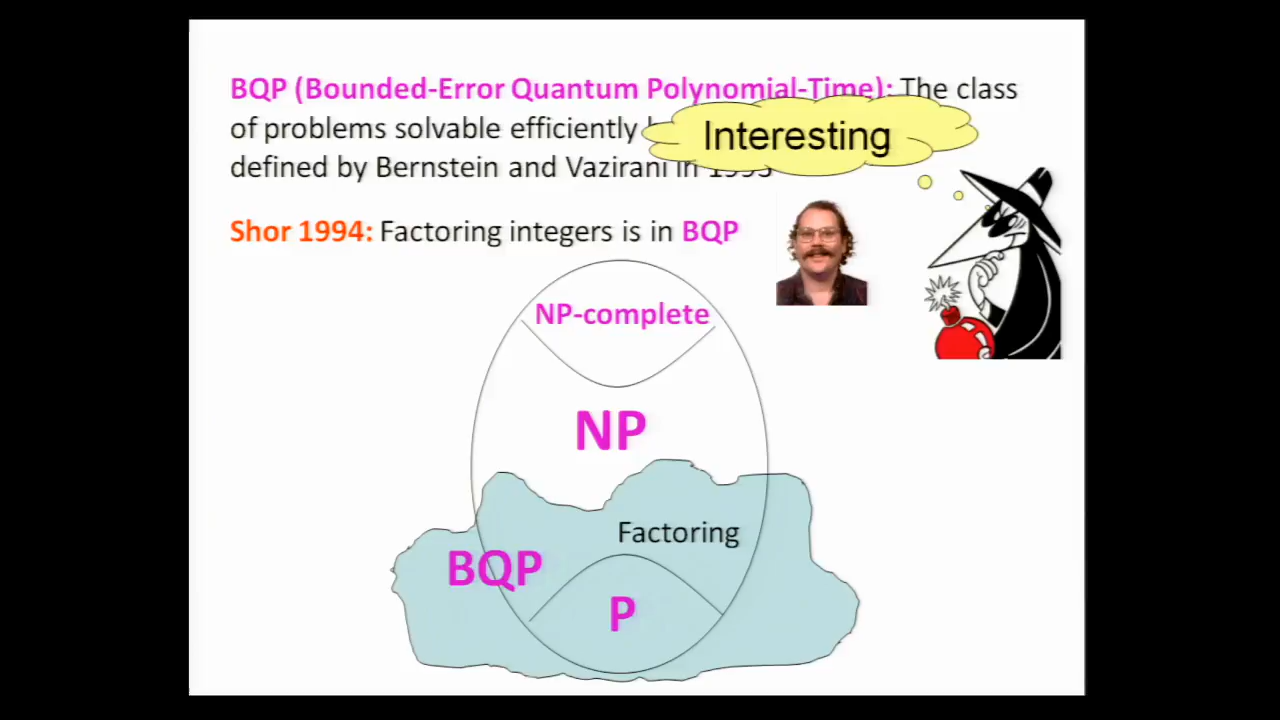 BQP (Bounded-Error Quantum Polynomial-Time): The class
of problems solvable efficiently
Interesting
defined by Bernstein and Vazirani in 1993
Shor 1994: Factoring integers is in BQP
NP-complete
NP
Factoring
BQP
P